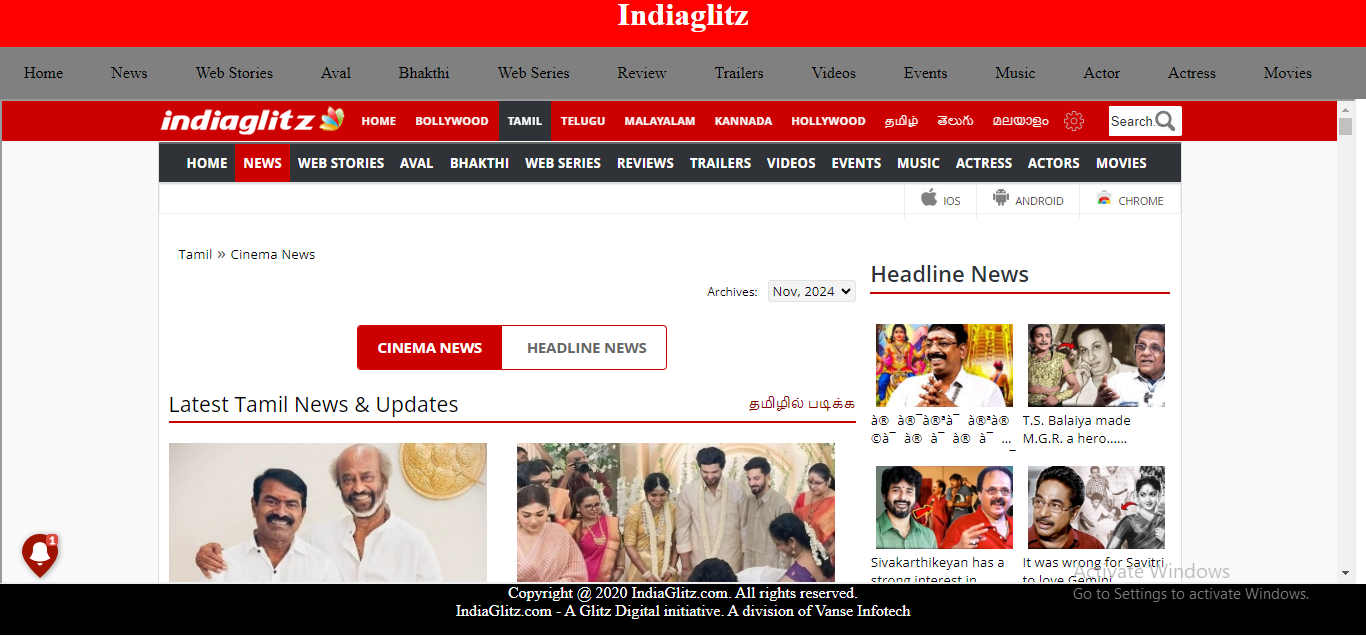 Indiaglitz
Home News Web Stories Aval Bhakthi Web Series Review Trailers Videos Events Music Actor Actress Movies
indiaglitz HOME BOLLYWOOD TAMIL TELUGU MALAYALAM KANNADA HOLLYWOOD தமிழ் తెలుగు മലയാളം Search.
HOME NEWS WEB STORIES AVAL BHAKTHI WEB SERIES REVIEWS TRAILERS VIDEOS EVENTS MUSIC ACTRESS ACTORS MOVIES
IOS ANDROID CHROME
Tamil » Cinema News
Archives: Nov, 2024
CINEMA NEWS HEADLINE NEWS
Latest Tamil News & Updates தமிழில் படிக்க
Headline News
à® à®¯à®ªà¯ à®ªà®
©à¯ à® à¯ à® à¯ ...
T.S. Balaiya made
M.G.R. a hero......
Sivakarthikeyan has a
strong interest in
It was wrong for Savitri
to love Gemini
1
Activate Windows
Go to Settings to activate Windows.
Copyright @ 2020 IndiaGlitz.com. All rights reserved.
IndiaGlitz.com - A Glitz Digital initiative. A division of Vanse Infotech